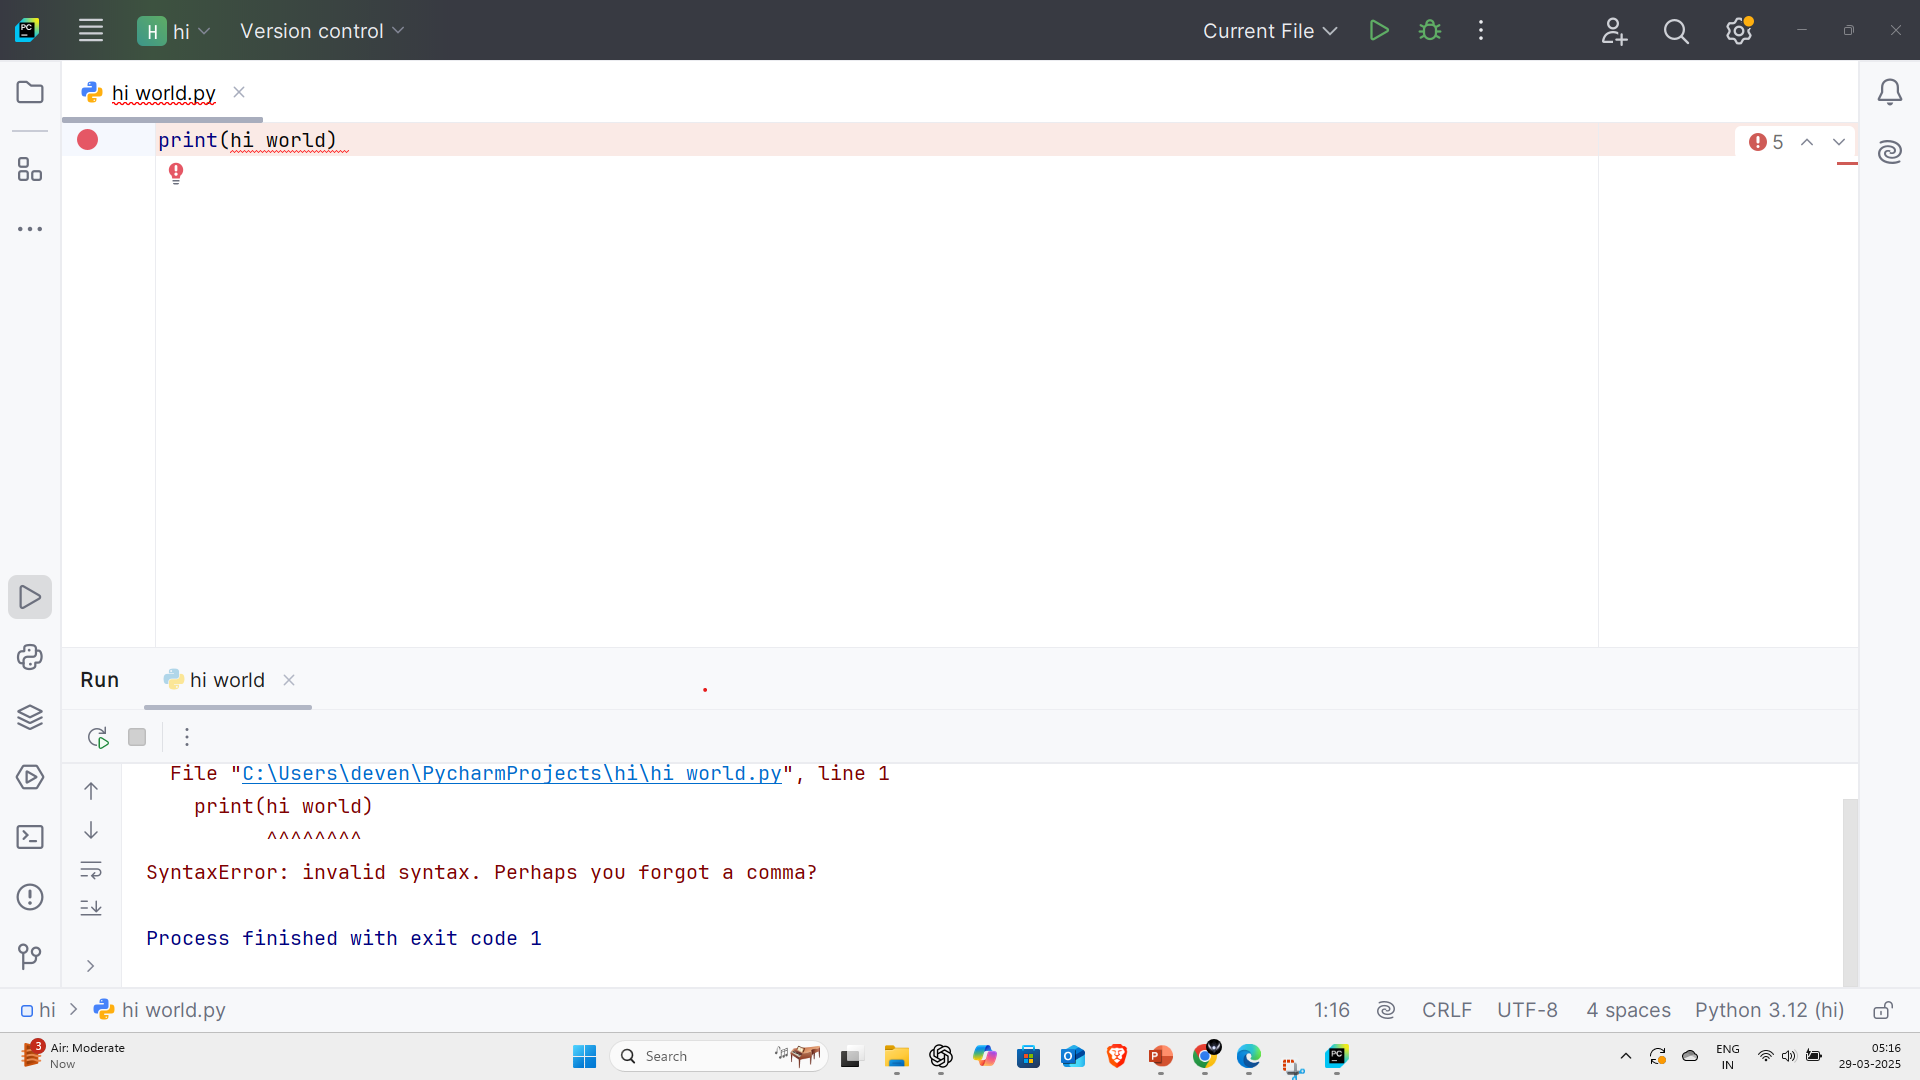 PC
H hi Version control Current File
hi world.py
print(hi world)
5
Run hi world
File "C:\Users\deven\PycharmProjects\hi\hi world.py", line 1
print(hi world)
^^^^^^^^
SyntaxError: invalid syntax. Perhaps you forgot a comma?
Process finished with exit code 1
hi > hi world.py 1:16 CRLF UTF-8 4 spaces Python 3.12 (hi)
3 Air: Moderate
Now
Search
P
PC
ENG
IN
05:16
29-03-2025